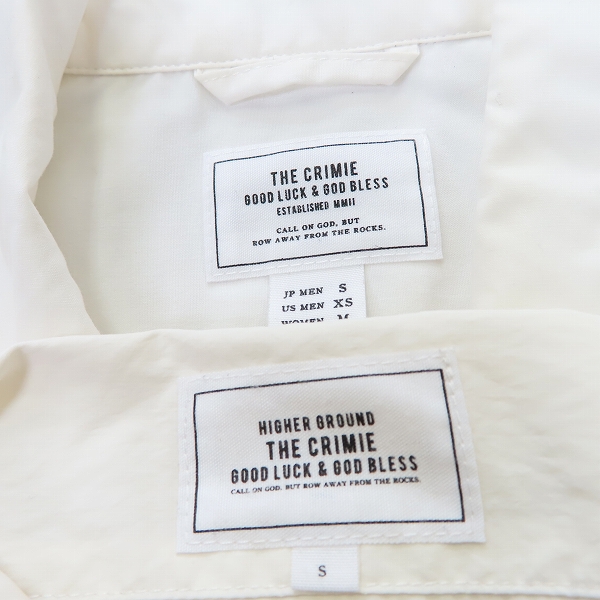 THE CRIMIE
GOOD LUCK & GOD BLESS
ESTABLISHED MMII
CALL ON GOD, BUT
ROW AWAY FROM THE ROCKS.
JP MEN S
US MEN XS
WOMEN M
HIGHER GROUND
THE CRIMIE
GOOD LUCK & GOD BLESS
CALL ON GOD, BUT ROW AWAY FROM THE ROCKS.
S